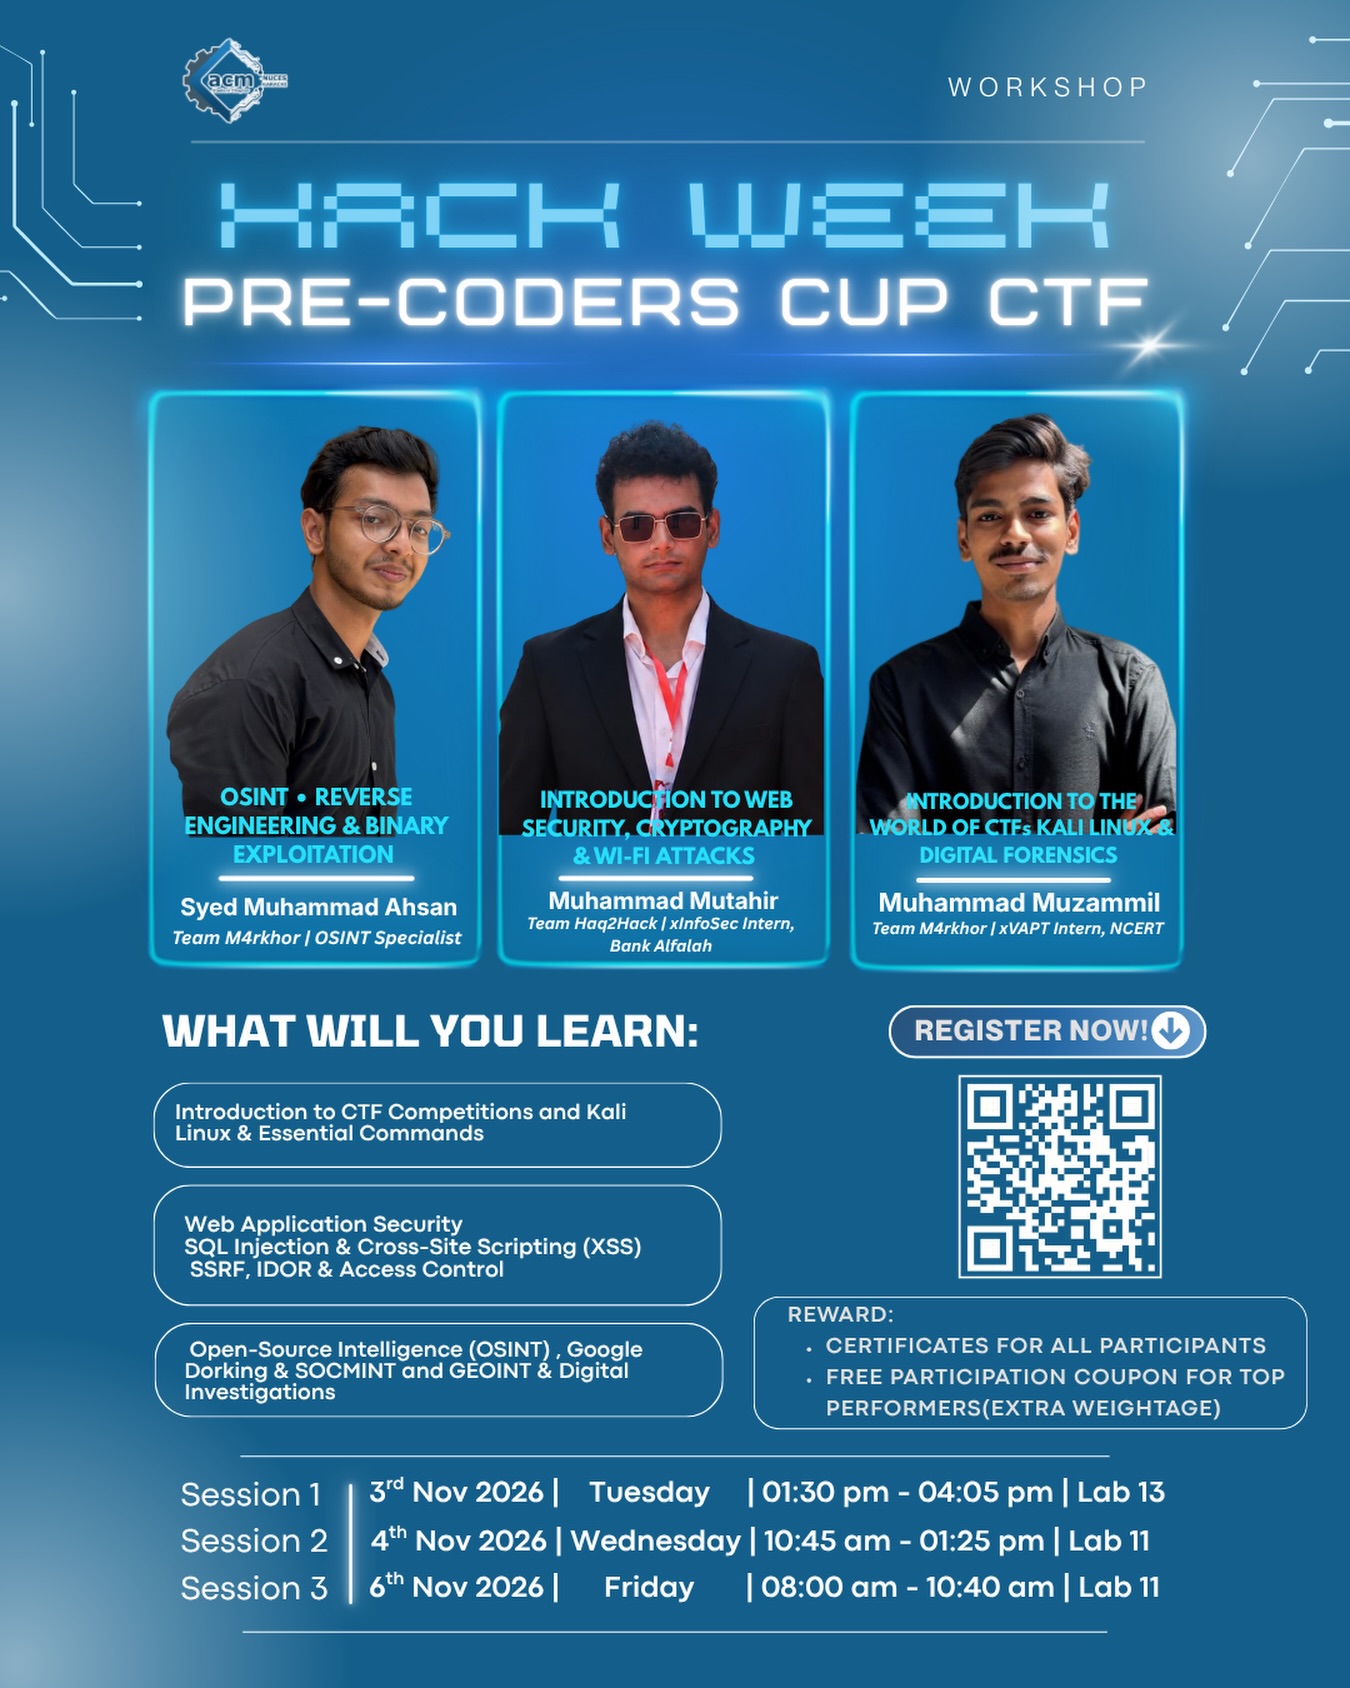 acm
NUCES
KARACHI
WORKSHOP
HACK WEEK
PRE-CODERS CUP CTF
OSINT • REVERSE
ENGINEERING & BINARY
EXPLOITATION
Syed Muhammad Ahsan
Team M4rkhor | OSINT Specialist
INTRODUCTION TO WEB
SECURITY, CRYPTOGRAPHY
& WI-FI ATTACKS
Muhammad Mutahir
Team Haq2Hack | xInfoSec Intern,
Bank Alfalah
INTRODUCTION TO THE
WORLD OF CTFs KALI LINUX &
DIGITAL FORENSICS
Muhammad Muzammil
Team M4rkhor | xVAPT Intern, NCERT
WHAT WILL YOU LEARN:
Introduction to CTF Competitions and Kali
Linux & Essential Commands
Web Application Security
SQL Injection & Cross-Site Scripting (XSS)
SSRF, IDOR & Access Control
Open-Source Intelligence (OSINT) , Google
Dorking & SOCMINT and GEOINT & Digital
Investigations
REGISTER NOW!
REWARD:
• CERTIFICATES FOR ALL PARTICIPANTS
• FREE PARTICIPATION COUPON FOR TOP
PERFORMERS(EXTRA WEIGHTAGE)
Session 1 | 3rd Nov 2026 | Tuesday | 01:30 pm - 04:05 pm | Lab 13
Session 2 | 4th Nov 2026 | Wednesday | 10:45 am - 01:25 pm | Lab 11
Session 3 | 6th Nov 2026 | Friday | 08:00 am - 10:40 am | Lab 11